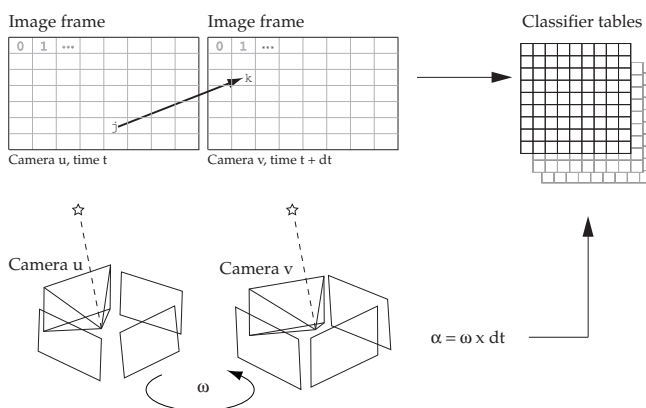 Image frame
Image frame
Classifier tables
0 1 ...
0 1 ...
k
j
Camera u, time t
Camera v, time t + dt
Camera u
Camera v
α = ω x dt
ω